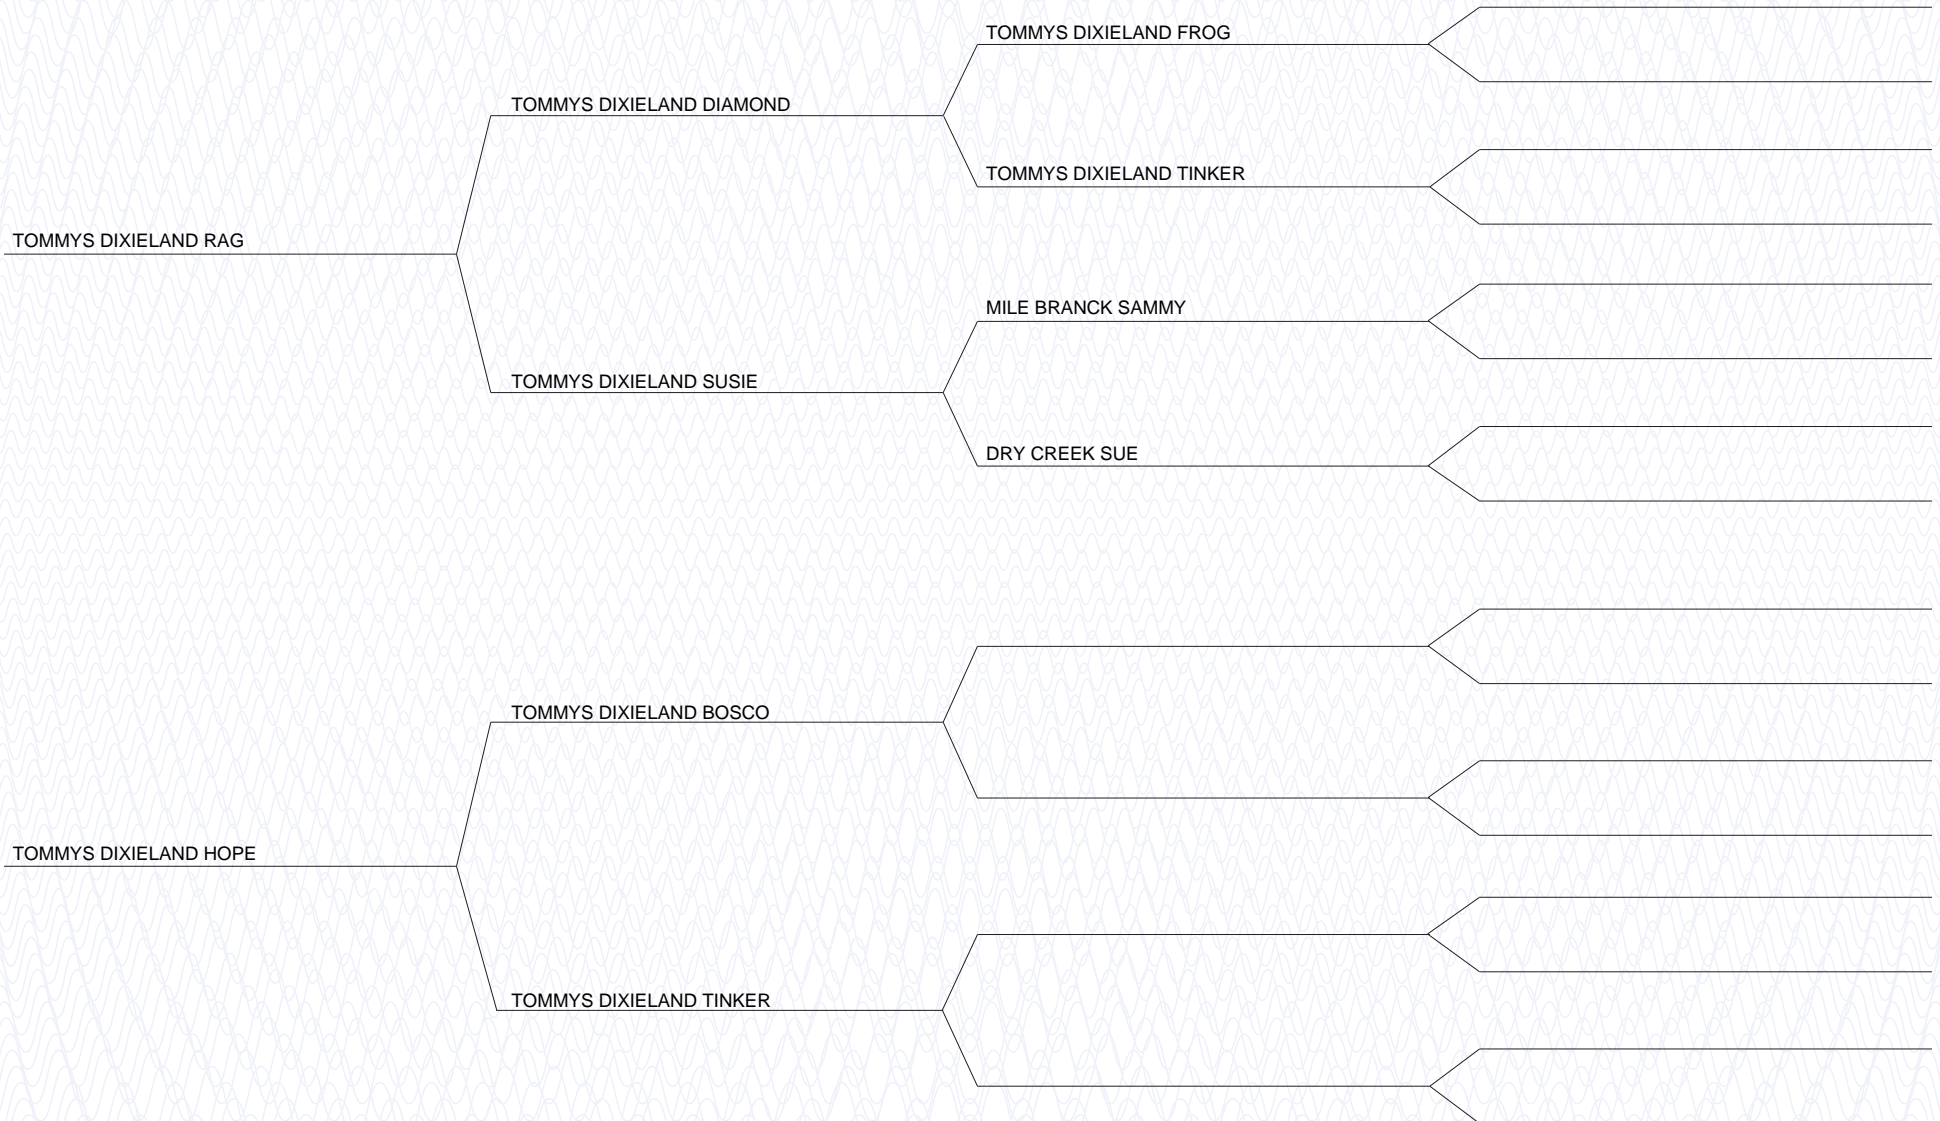 TOMMYS DIXIELAND FROG
TOMMYS DIXIELAND DIAMOND
TOMMYS DIXIELAND TINKER
TOMMYS DIXIELAND RAG
MILE BRANCK SAMMY
TOMMYS DIXIELAND SUSIE
DRY CREEK SUE
TOMMYS DIXIELAND BOSCO
TOMMYS DIXIELAND HOPE
TOMMYS DIXIELAND TINKER